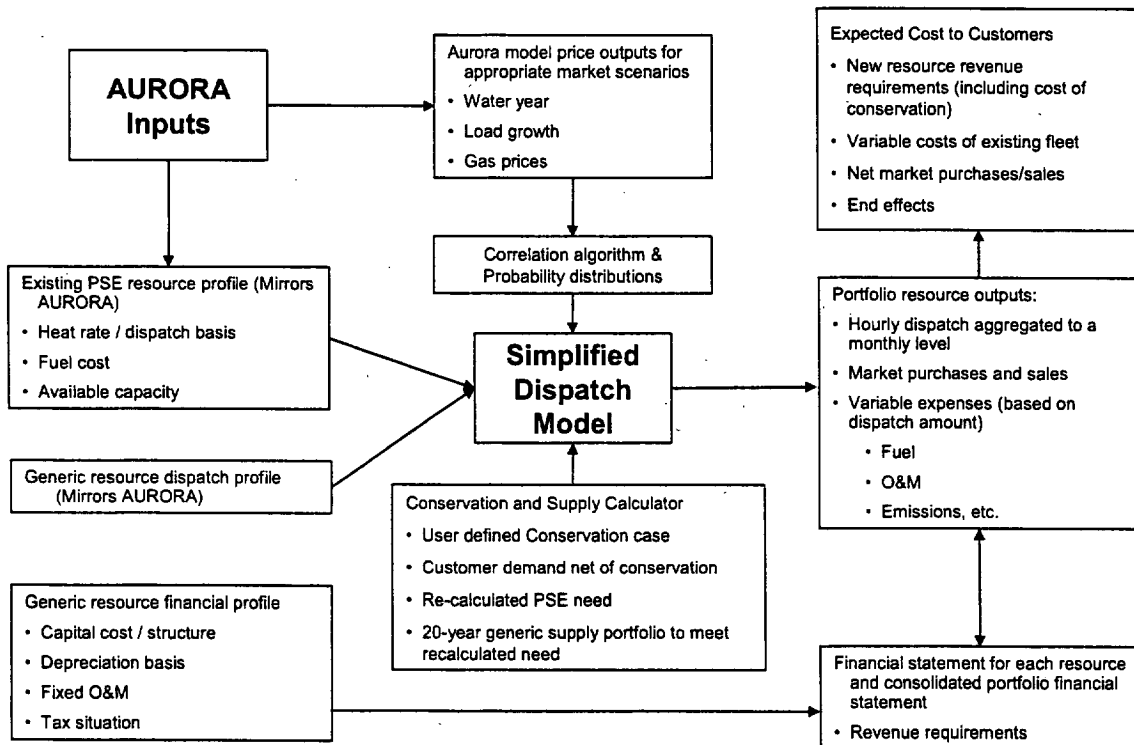 AURORA
Inputs
Aurora model price outputs for
appropriate market scenarios
• Water year
• Load growth
• Gas prices
Expected Cost to Customers
• New resource revenue
requirements (including cost of
conservation)
• Variable costs of existing fleet
• Net market purchases/sales
• End effects
Correlation algorithm &
Probability distributions
Existing PSE resource profile (Mirrors
AURORA)
• Heat rate / dispatch basis
• Fuel cost
• Available capacity
Simplified
Dispatch
Model
Portfolio resource outputs:
• Hourly dispatch aggregated to a
monthly level
• Market purchases and sales
• Variable expenses (based on
dispatch amount)
• Fuel
• O&M
• Emissions, etc.
Generic resource dispatch profile
(Mirrors AURORA)
Conservation and Supply Calculator
• User defined Conservation case
• Customer demand net of conservation
• Re-calculated PSE need
• 20-year generic supply portfolio to meet
recalculated need
Generic resource financial profile
• Capital cost / structure
• Depreciation basis
• Fixed O&M
• Tax situation
Financial statement for each resource
and consolidated portfolio financial
statement
• Revenue requirements